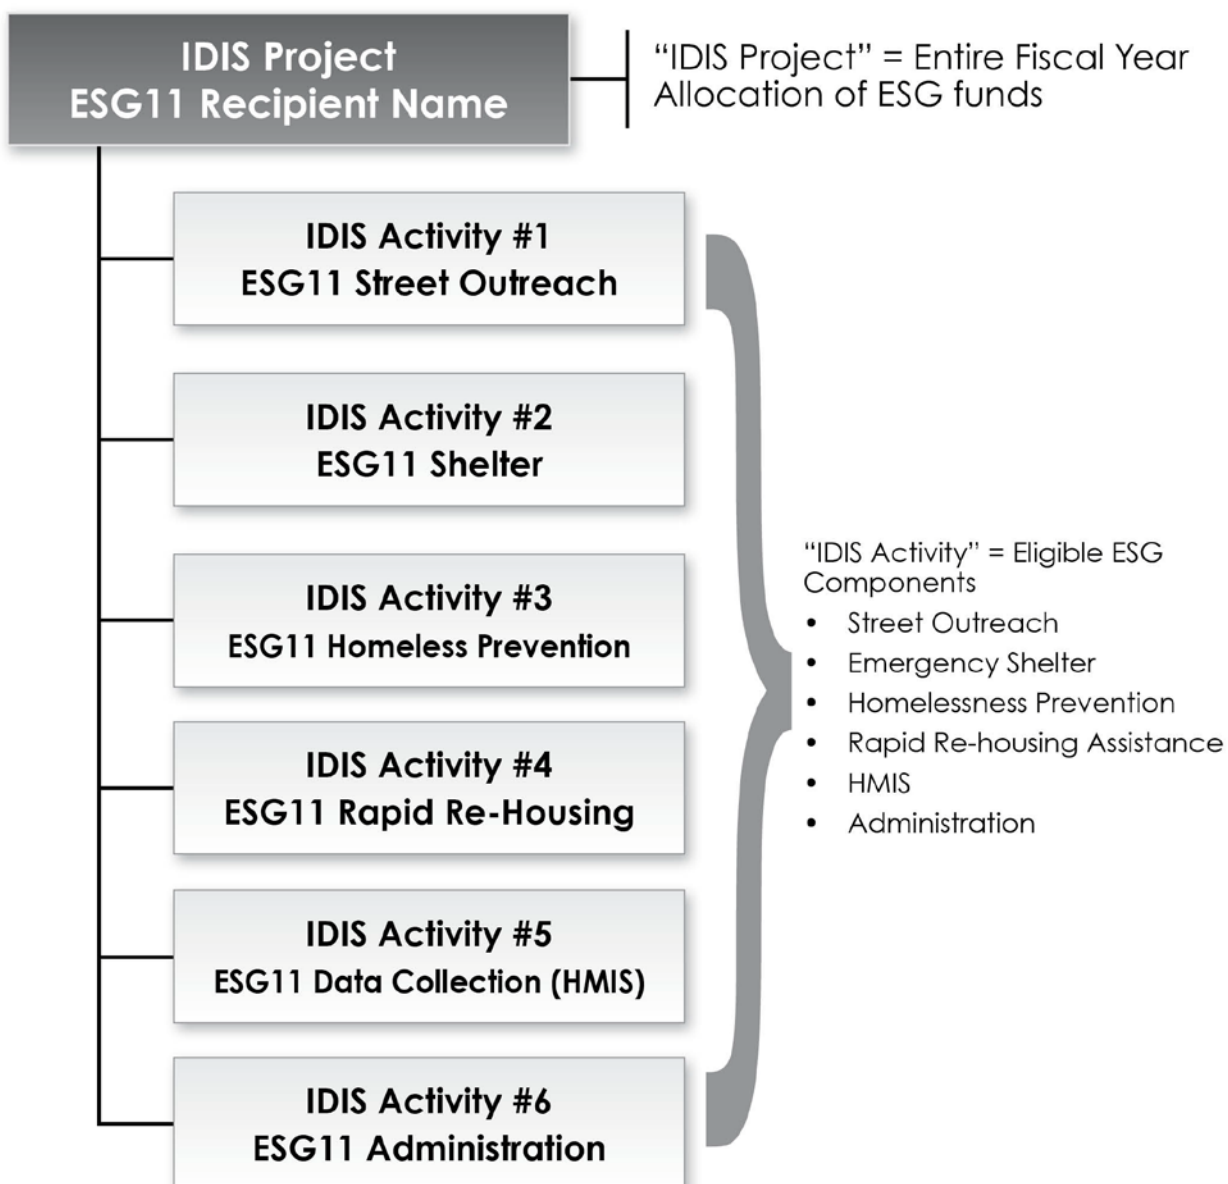 IDIS Project
ESG11 Recipient Name
“IDIS Project” = Entire Fiscal Year
Allocation of ESG funds
IDIS Activity #1
ESG11 Street Outreach
IDIS Activity #2
ESG11 Shelter
IDIS Activity #3
ESG11 Homeless Prevention
IDIS Activity #4
ESG11 Rapid Re-Housing
IDIS Activity #5
ESG11 Data Collection (HMIS)
IDIS Activity #6
ESG11 Administration
“IDIS Activity” = Eligible ESG
Components
• Street Outreach
• Emergency Shelter
• Homelessness Prevention
• Rapid Re-housing Assistance
• HMIS
• Administration